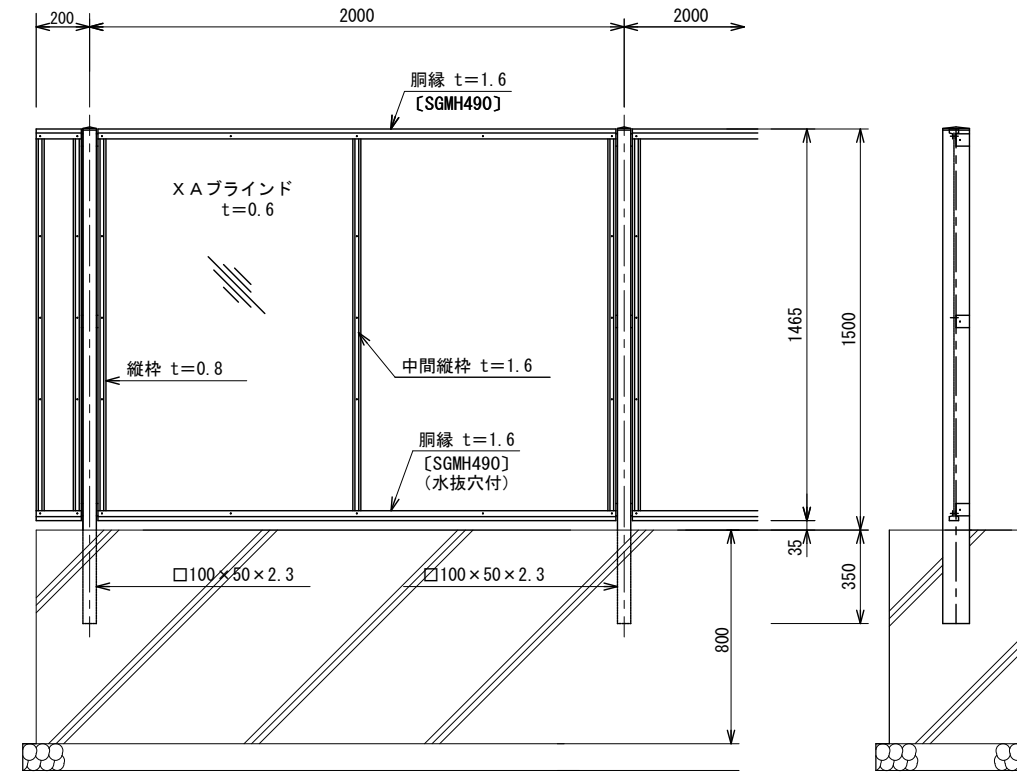 200
2000
2000
胴縁 t=1.6
〔SGMH490〕
XAブラインド
t=0.6
1465
1500
縦枠 t=0.8
中間縦枠 t=1.6
胴縁 t=1.6
〔SGMH490〕
(水抜穴付)
35
□100×50×2.3
□100×50×2.3
350
800